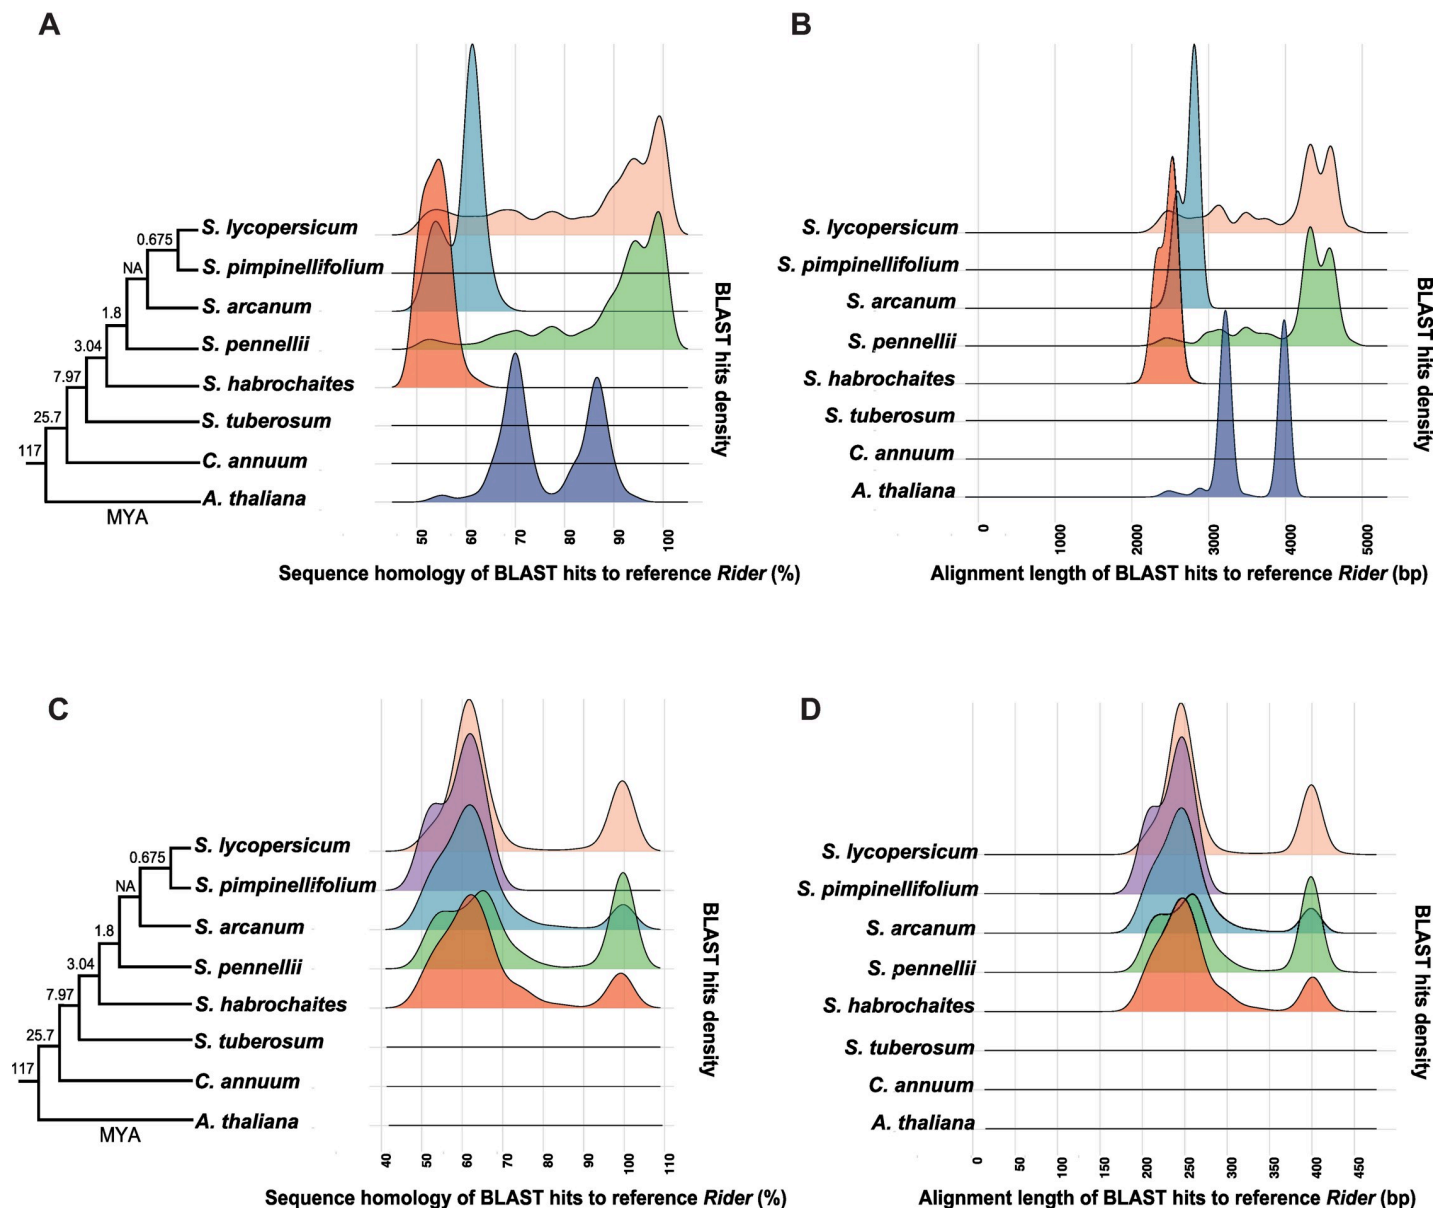 A
0.675
NA
1.8
3.04
7.97
25.7
117
MYA
S. lycopersicum
S. pimpinellifolium
S. arcanum
S. pennellii
S. habrochaites
S. tuberosum
C. annuum
A. thaliana
50 60 70 80 90 100
Sequence homology of BLAST hits to reference Rider (%)
BLAST hits density
B
S. lycopersicum
S. pimpinellifolium
S. arcanum
S. pennellii
S. habrochaites
S. tuberosum
C. annuum
A. thaliana
0 1000 2000 3000 4000 5000
Alignment length of BLAST hits to reference Rider (bp)
BLAST hits density
C
0.675
NA
1.8
3.04
7.97
25.7
117
MYA
S. lycopersicum
S. pimpinellifolium
S. arcanum
S. pennellii
S. habrochaites
S. tuberosum
C. annuum
A. thaliana
40 50 60 70 80 90 100 110
Sequence homology of BLAST hits to reference Rider (%)
BLAST hits density
D
S. lycopersicum
S. pimpinellifolium
S. arcanum
S. pennellii
S. habrochaites
S. tuberosum
C. annuum
A. thaliana
0 50 100 150 200 250 300 350 400 450
Alignment length of BLAST hits to reference Rider (bp)
BLAST hits density